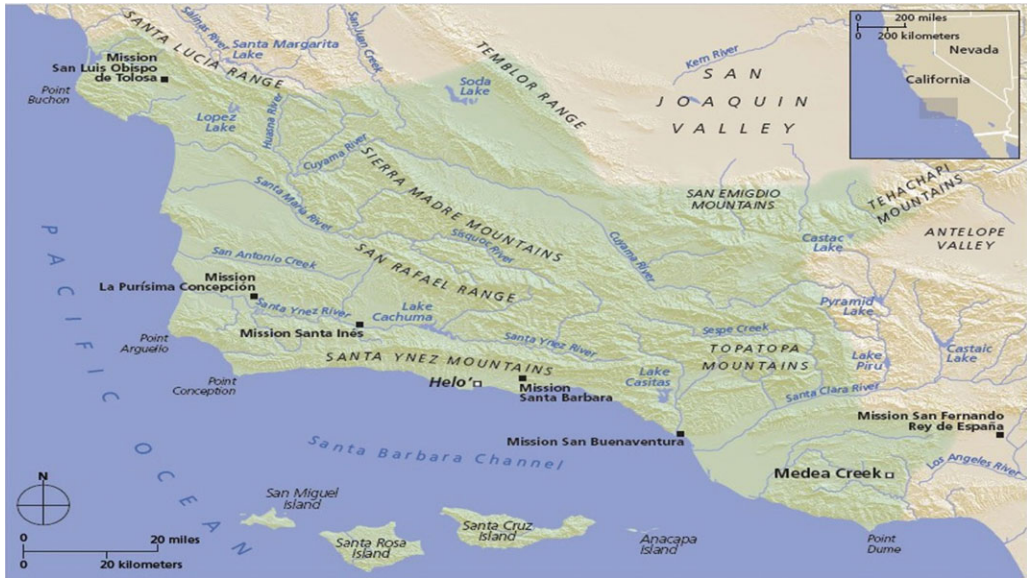 SANTA LUCIA RANGE
Salinas River
Santa Margarita
Lake
San Juan Creek
Mission
San Luis Obispo
de Tolosa
Point
Buchon
Lopez
Lake
Huasna River
Soda
Lake
TEMBLOR RANGE
Kern River
SAN
JOAQUIN
VALLEY
0 200 miles
0 200 kilometers
Nevada
California
Cuyama River
SIERRA MADRE MOUNTAINS
SAN EMIGDIO
MOUNTAINS
TEHACHAPI
MOUNTAINS
ANTELOPE
VALLEY
Castac
Lake
Santa Maria River
Sisquoc River
Cuyama River
SAN RAFAEL RANGE
San Antonio Creek
Mission
La Purísima Concepción
Santa Ynez River
Mission Santa Inés
Lake
Cachuma
Pyramid
Lake
Sespe Creek
TOPATOPA
MOUNTAINS
Lake
Piru
Castaic
Lake
Point
Arguello
SANTA YNEZ MOUNTAINS
Santa Ynez River
Point
Conception
Helo'
Mission
Santa Barbara
Lake
Casitas
Santa Clara River
Mission San Fernando
Rey de España
Mission San Buenaventura
Los Angeles River
Medea Creek
PACIFIC OCEAN
Santa Barbara Channel
N
San Miguel
Island
Santa Rosa
Island
Santa Cruz
Island
Anacapa
Island
Point
Dume
0 20 miles
0 20 kilometers